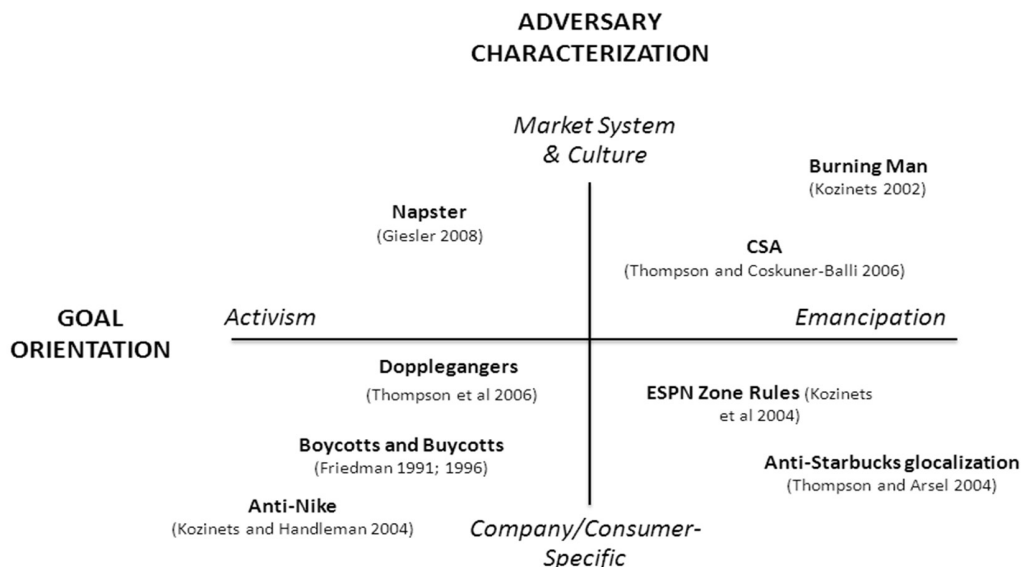 ADVERSARY
CHARACTERIZATION
Market System
& Culture
Burning Man
(Kozinets 2002)
Napster
(Giesler 2008)
CSA
(Thompson and Coskuner-Balli 2006)
GOAL
ORIENTATION
Activism
Emancipation
Dopplegangers
(Thompson et al 2006)
ESPN Zone Rules (Kozinets
et al 2004)
Boycotts and Buycotts
(Friedman 1991; 1996)
Anti-Starbucks glocalization
(Thompson and Arsel 2004)
Anti-Nike
(Kozinets and Handleman 2004)
Company/Consumer-
Specific